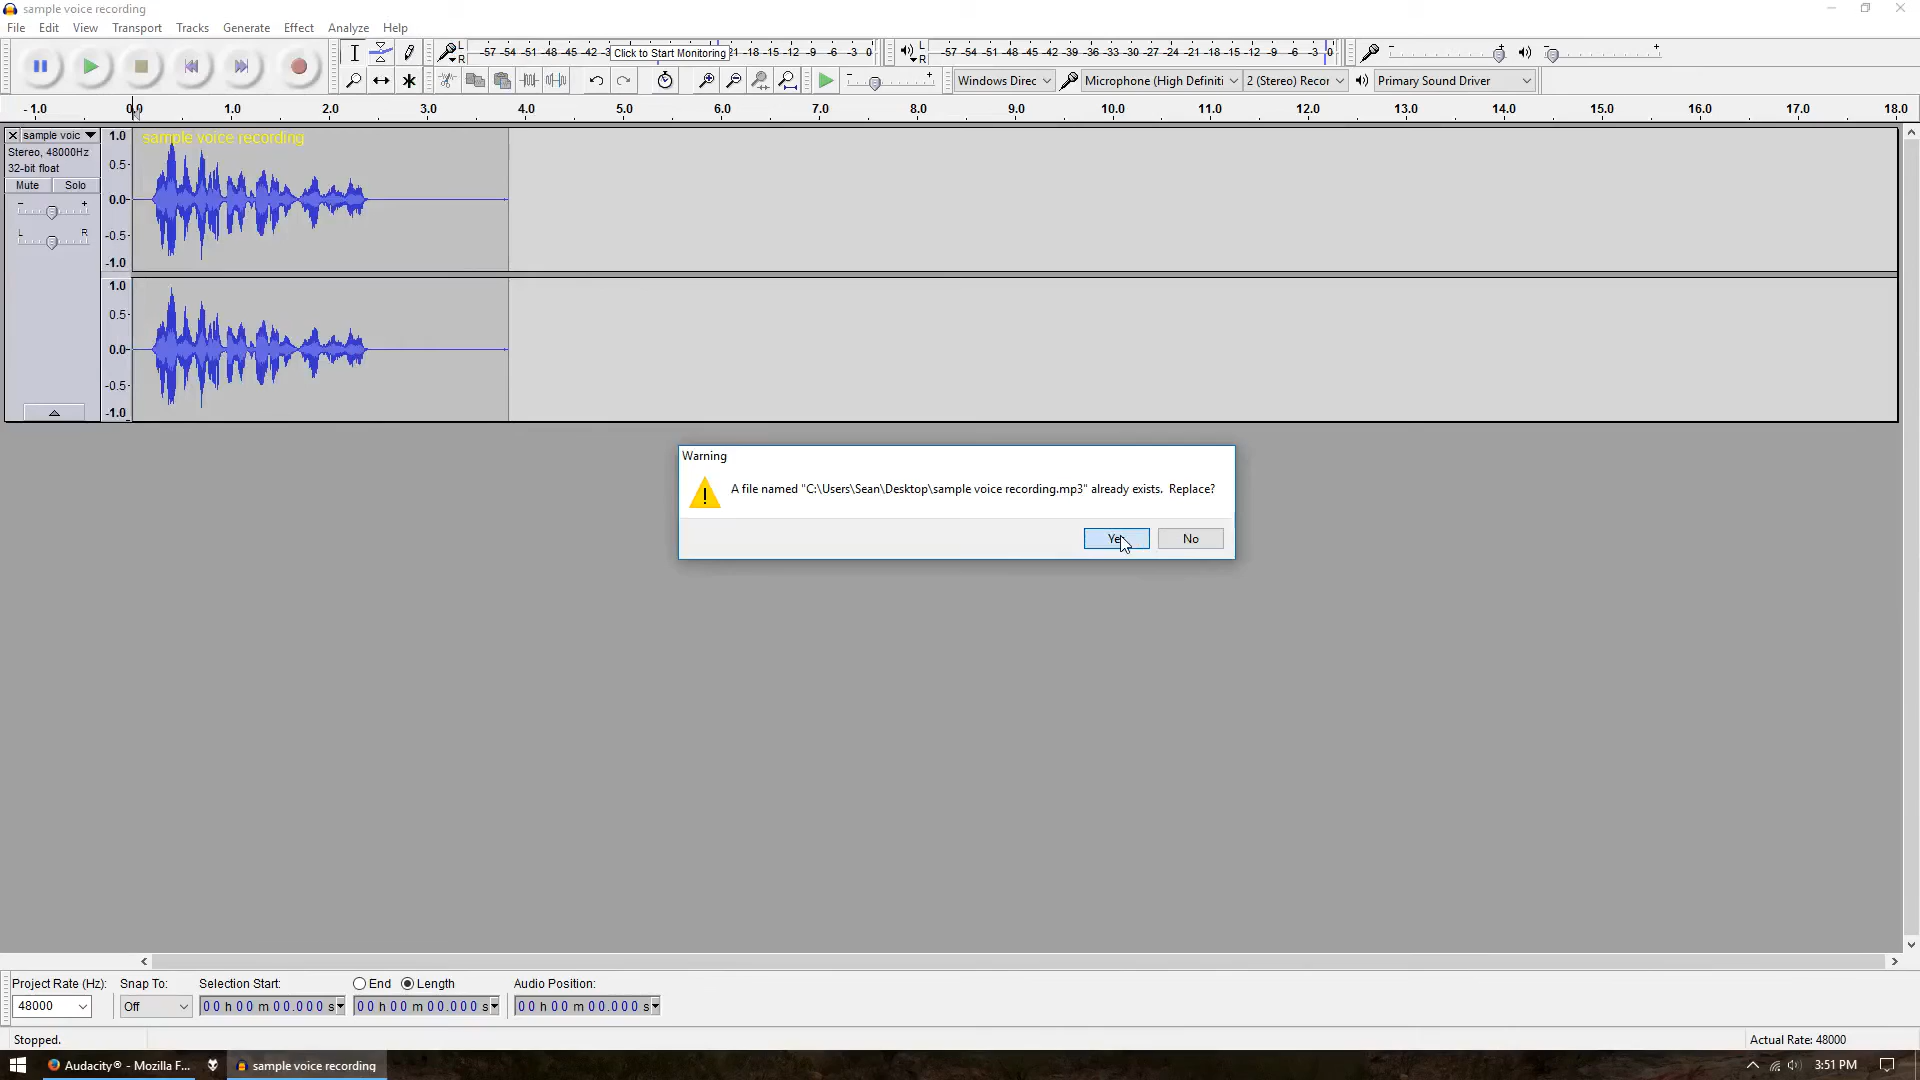 sample voice recording
File Edit View Transport Tracks Generate Effect Analyze Help
L R -57 -54 -51 -48 -45 -42 -3 Click to Start Monitoring 21 -18 -15 -12 -9 -6 -3 0 L R -57 -54 -51 -48 -45 -42 -39 -36 -33 -30 -27 -24 -21 -18 -15 -12 -9 -6 -3 0 - + - +
- + Windows Direc Microphone (High Definiti 2 (Stereo) Recor Primary Sound Driver
- 1.0 0.0 1.0 2.0 3.0 4.0 5.0 6.0 7.0 8.0 9.0 10.0 11.0 12.0 13.0 14.0 15.0 16.0 17.0 18.0
sample voic 1.0 sample voice recording
Stereo, 48000Hz
32-bit float 0.5
Mute Solo
- + 0.0
L R -0.5
-1.0
1.0
0.5
0.0
-0.5
-1.0
Warning
A file named "C:\Users\Sean\Desktop\sample voice recording.mp3" already exists. Replace?
Ye No
Project Rate (Hz): Snap To: Selection Start: End Length Audio Position:
48000 Off 00 h 00 m 00.000 s 00 h 00 m 00.000 s 00 h 00 m 00.000 s
Stopped. Actual Rate: 48000
Audacity® - Mozilla F... sample voice recording 3:51 PM